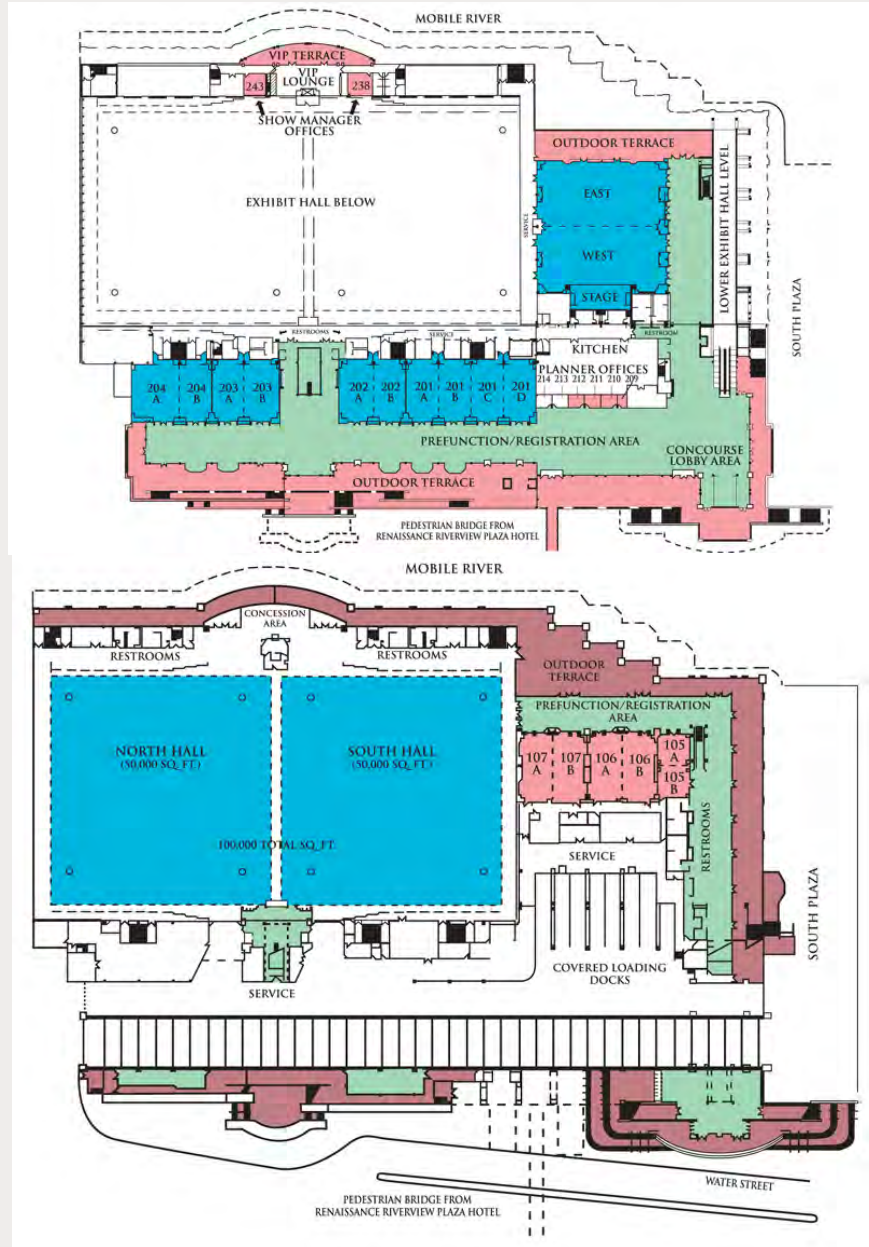 MOBILE RIVER
VIP TERRACE
VIP
LOUNGE
243
238
SHOW MANAGER
OFFICES
OUTDOOR TERRACE
EXHIBIT HALL BELOW
EAST
WEST
STAGE
SERVICE
LOWER EXHIBIT HALL LEVEL
SOUTH PLAZA
RESTROOMS
SERVICE
RESTROOM
KITCHEN
PLANNER OFFICES
214 213 212 211 210 209
204
A
204
B
203
A
203
B
202
A
202
B
201
A
201
B
201
C
201
D
PREFUNCTION/REGISTRATION AREA
CONCOURSE
LOBBY AREA
OUTDOOR TERRACE
PEDESTRIAN BRIDGE FROM
RENAISSANCE RIVERVIEW PLAZA HOTEL
MOBILE RIVER
CONCESSION
AREA
RESTROOMS
RESTROOMS
OUTDOOR
TERRACE
PREFUNCTION/REGISTRATION
AREA
NORTH HALL
(50,000 SQ. FT.)
SOUTH HALL
(50,000 SQ. FT.)
107
A
107
B
106
A
106
B
105
A
105
B
100,000 TOTAL SQ. FT.
SERVICE
RESTROOMS
SOUTH PLAZA
COVERED LOADING
DOCKS
SERVICE
WATER STREET
PEDESTRIAN BRIDGE FROM
RENAISSANCE RIVERVIEW PLAZA HOTEL